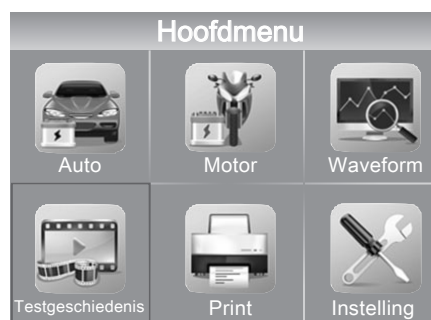 Hoofdmenu
Auto
Motor
Waveform
Testgeschiedenis
Print
Instelling